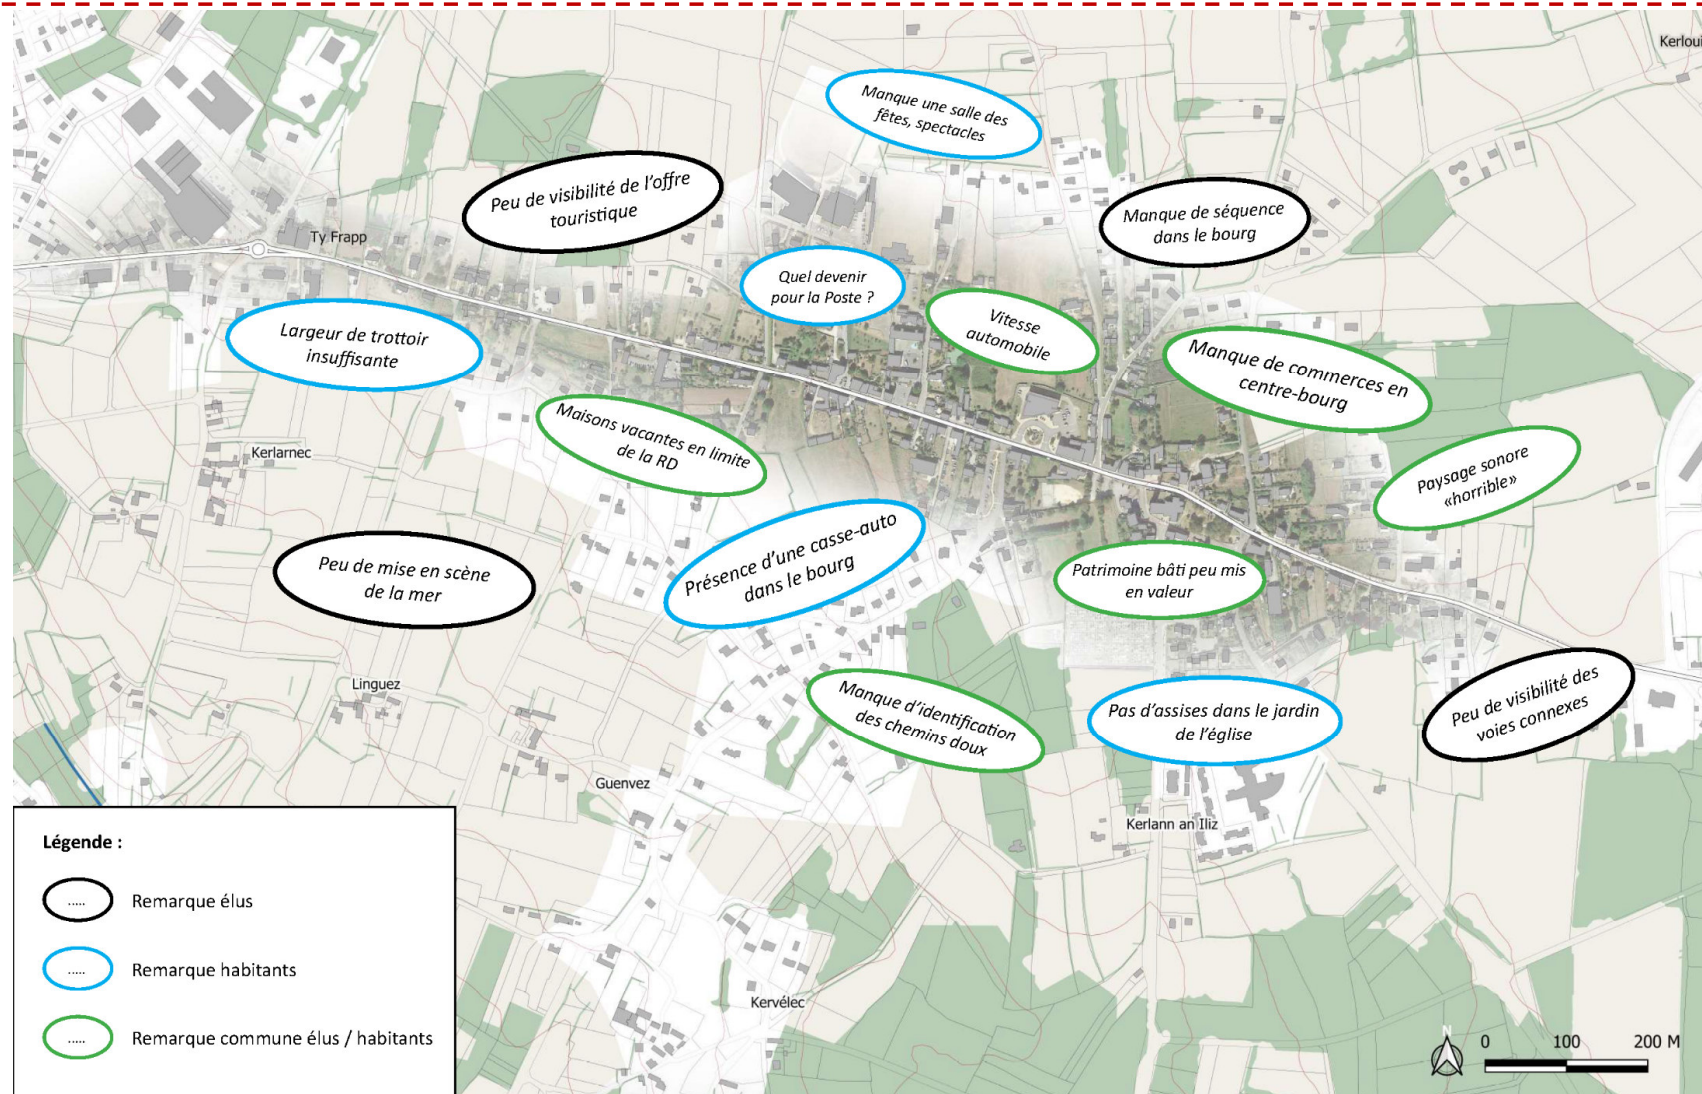 Kerloui
Manque une salle des
fêtes, spectacles
Peu de visibilité de l'offre
touristique
Manque de séquence
dans le bourg
Ty Frapp
Quel devenir
pour la Poste ?
Vitesse
automobile
Largeur de trottoir
insuffisante
Manque de commerces en
centre-bourg
Maisons vacantes en limite
de la RD
Kerlarnec
Paysage sonore
«horrible»
Présence d'une casse-auto
dans le bourg
Peu de mise en scène
de la mer
Patrimoine bâti peu mis
en valeur
Linguez
Manque d'identification
des chemins doux
Pas d'assises dans le jardin
de l'église
Peu de visibilité des
voies connexes
Guenvez
Kerlann an Iliz
Kervélec
Légende :
..... Remarque élus
..... Remarque habitants
..... Remarque commune élus / habitants
N
0 100 200 M